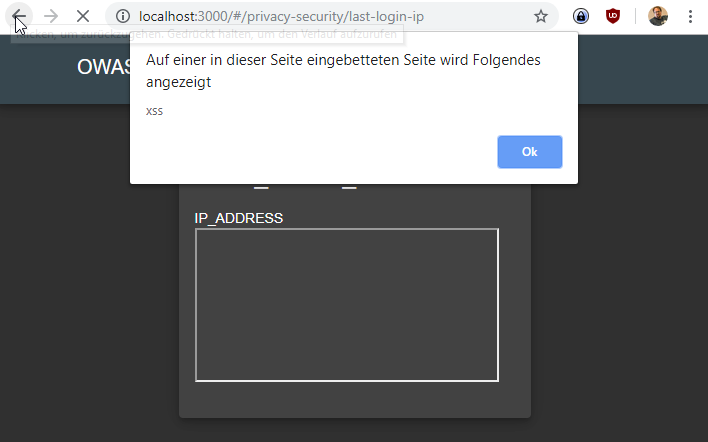 localhost:3000/#/privacy-security/last-login-ip
klicken, um zurückzugehen. Gedrückt halten, um den Verlauf aufzurufen
OWAS
Auf einer in dieser Seite eingebetteten Seite wird Folgendes
angezeigt
xss
Ok
IP_ADDRESS